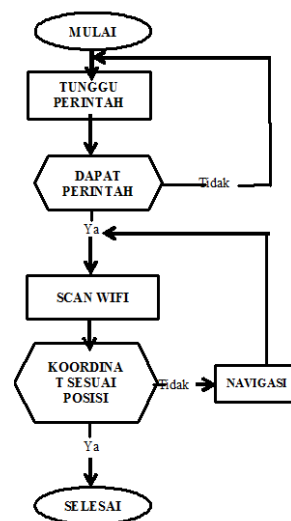 MULAI
TUNGGU
PERINTAH
DAPAT
PERINTAH
Tidak
Ya
SCAN WIFI
KOORDINA
T SESUAI
POSISI
Tidak
NAVIGASI
Ya
SELESAI